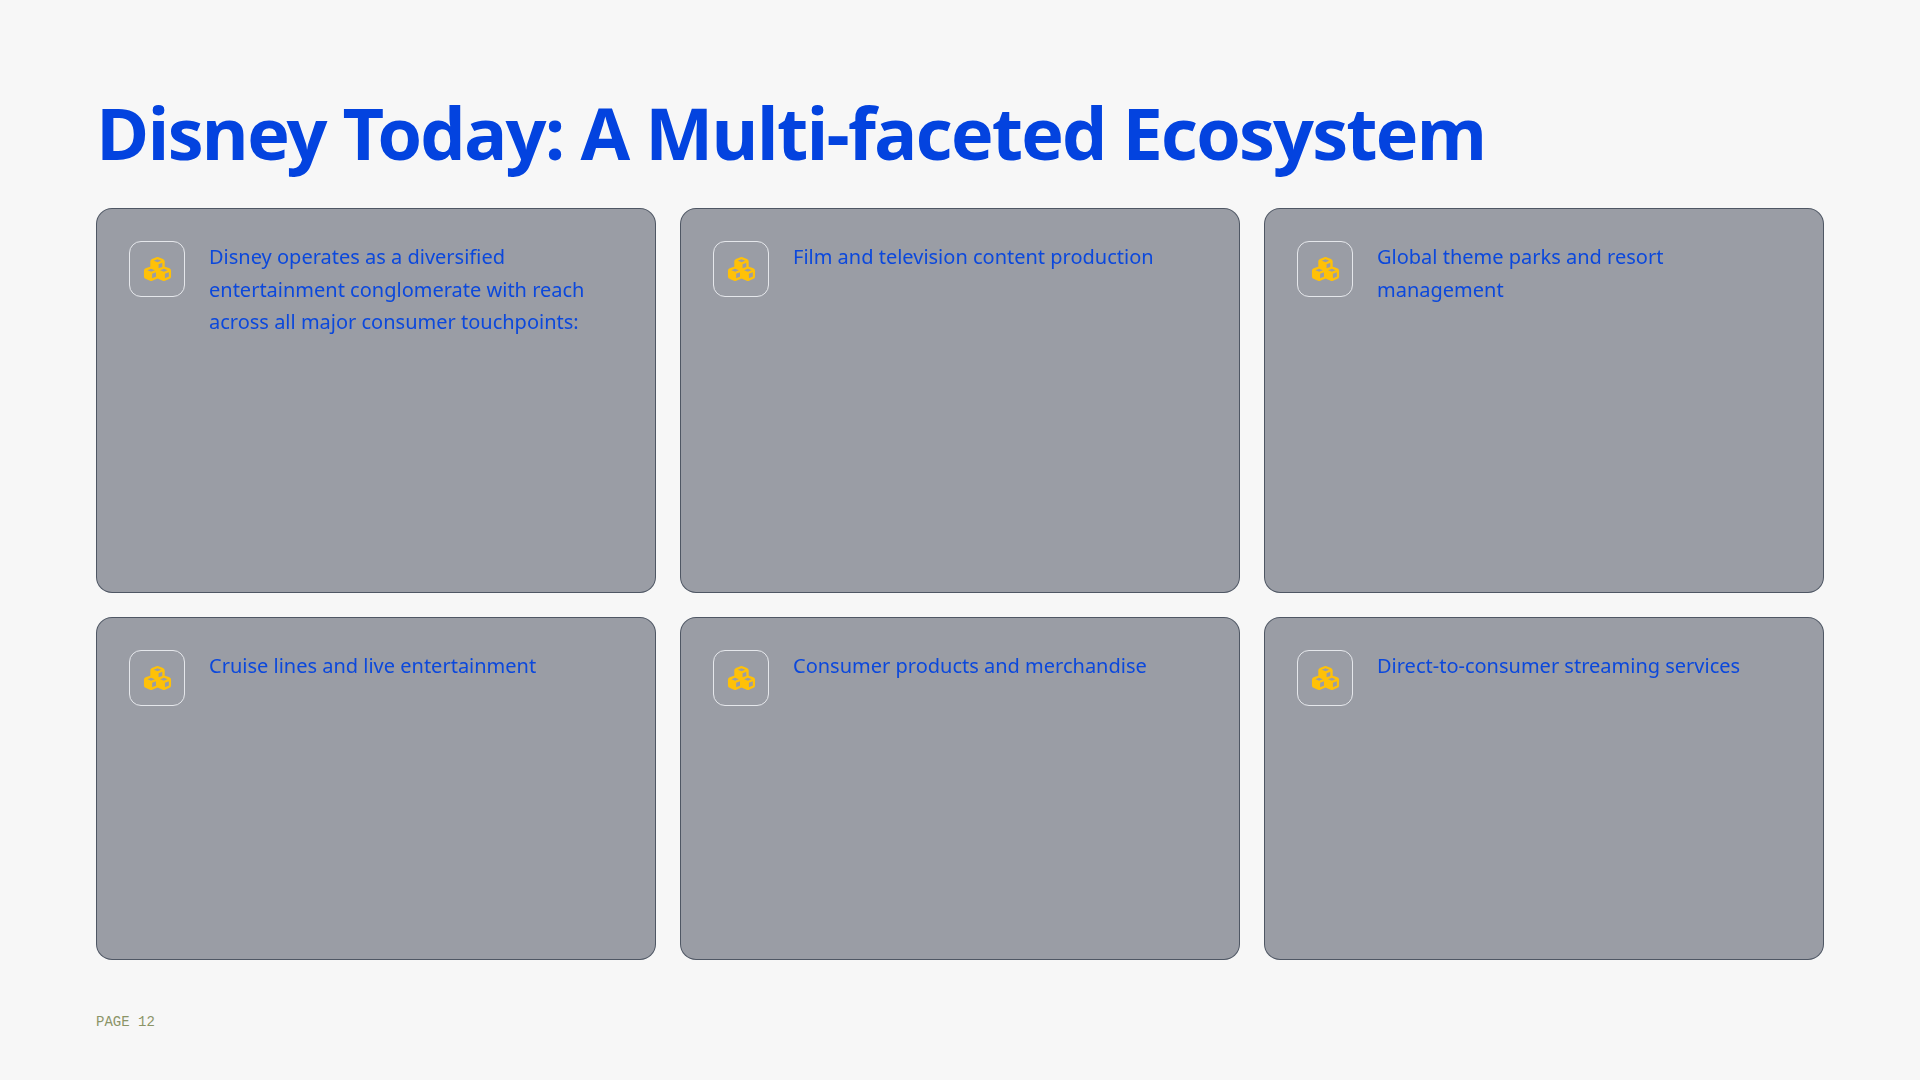 Disney Today: A Multi-faceted Ecosystem
Disney operates as a diversified
entertainment conglomerate with reach
across all major consumer touchpoints:
Film and television content production
Global theme parks and resort
management
Cruise lines and live entertainment
Consumer products and merchandise
Direct-to-consumer streaming services
PAGE 12